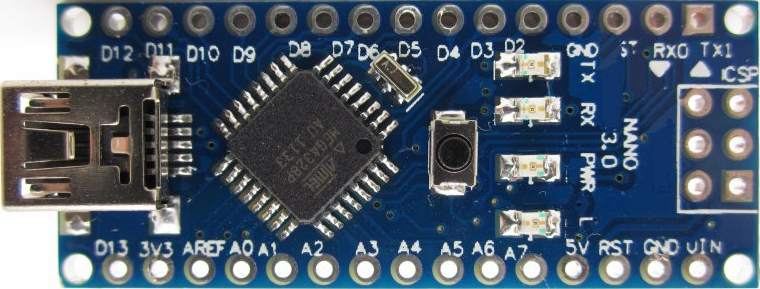 D12 D11 D10 D9 D8 D7 D6 D5 D4 D3 D2 GND RX0 TX1
TX
RX
PWR
L
NANO
3.0
ICSP
ATMEL
MEGA328P
AU 1133
D13 3V3 AREF A0 A1 A2 A3 A4 A5 A6 A7 5V RST GND VIN